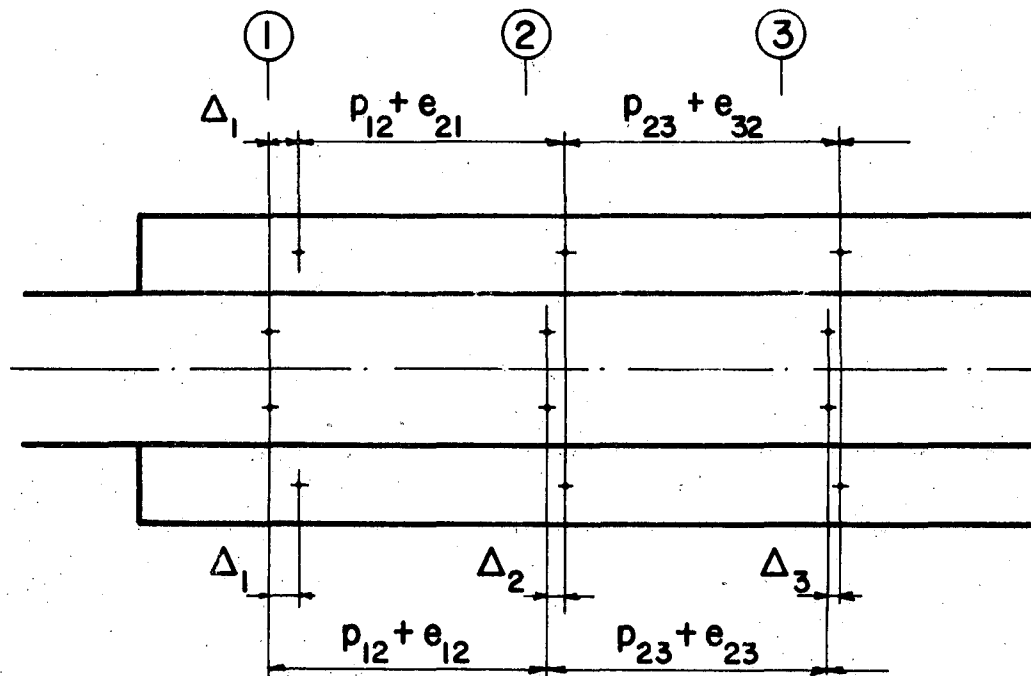 1 2 3
Δ₁ p₁₂ + e₂₁ p₂₃ + e₃₂
Δ₁ Δ₂ Δ₃
p₁₂ + e₁₂ p₂₃ + e₂₃